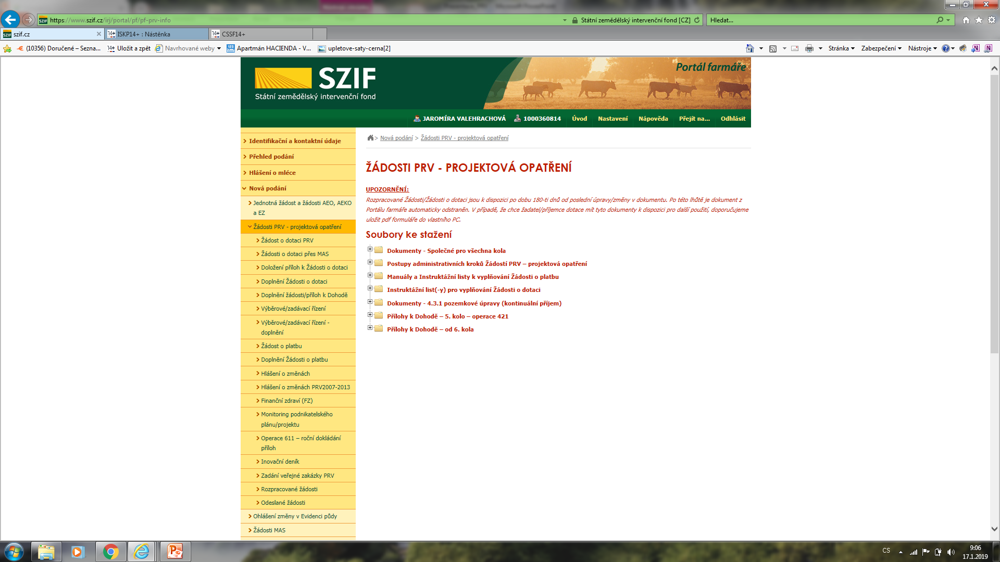 https://www.szif.cz/irj/portal/pf/pf-prv-info
Státní zemědělský intervenční fond [CZ]
Hledat...
szif.cz
ISKP14+ : Nástěnka
CSSF14+
(10356) Doručené – Sezna...
Uložit a zpět
Navrhované weby
Apartmán HACIENDA - V...
upletove-saty-cerna[2]
Stránka
Zabezpečení
Nástroje
SZIF
Státní zemědělský intervenční fond
Portál farmáře
JAROMÍRA VALEHRACHOVÁ
1000360814
Úvod
Nastavení
Nápověda
Přejít na...
Odhlásit
Identifikační a kontaktní údaje
Přehled podání
Hlášení o mléce
Nová podání
Jednotná žádost a žádosti AEO, AEKO
a EZ
Žádosti PRV - projektová opatření
Žádost o dotaci PRV
Žádosti o dotaci přes MAS
Doložení příloh k Žádosti o dotaci
Doplnění Žádosti o dotaci
Doplnění žádosti/příloh k Dohodě
Výběrové/zadávací řízení
Výběrové/zadávací řízení -
doplnění
Žádost o platbu
Doplnění Žádosti o platbu
Hlášení o změnách
Hlášení o změnách PRV2007-2013
Finanční zdraví (FZ)
Monitoring podnikatelského
plánu/projektu
Operace 611 – roční dokládání
příloh
Inovační deník
Zadání veřejné zakázky PRV
Rozpracované žádosti
Odeslané žádosti
Ohlášení změny v Evidenci půdy
Žádosti MAS
> Nová podání > Žádosti PRV - projektová opatření
ŽÁDOSTI PRV - PROJEKTOVÁ OPATŘENÍ
UPOZORNĚNÍ:
Rozpracované Žádosti/Žádosti o dotaci jsou k dispozici po dobu 180-ti dnů od poslední úpravy/změny v dokumentu. Po této lhůtě je dokument z
Portálu farmáře automaticky odstraněn. V případě, že chce žadatel/příjemce dotace mít tyto dokumenty k dispozici pro další použití, doporučujeme
uložit pdf formuláře do vlastního PC.
Soubory ke stažení
Dokumenty - Společné pro všechna kola
Postupy administrativních kroků Žádostí PRV – projektová opatření
Manuály a Instruktážní listy k vyplňování Žádosti o platbu
Instruktážní list(-y) pro vyplňování Žádosti o dotaci
Dokumenty - 4.3.1 pozemkové úpravy (kontinuální příjem)
Přílohy k Dohodě – 5. kolo – operace 421
Přílohy k Dohodě – od 6. kola
CS
9:06
17.1.2019